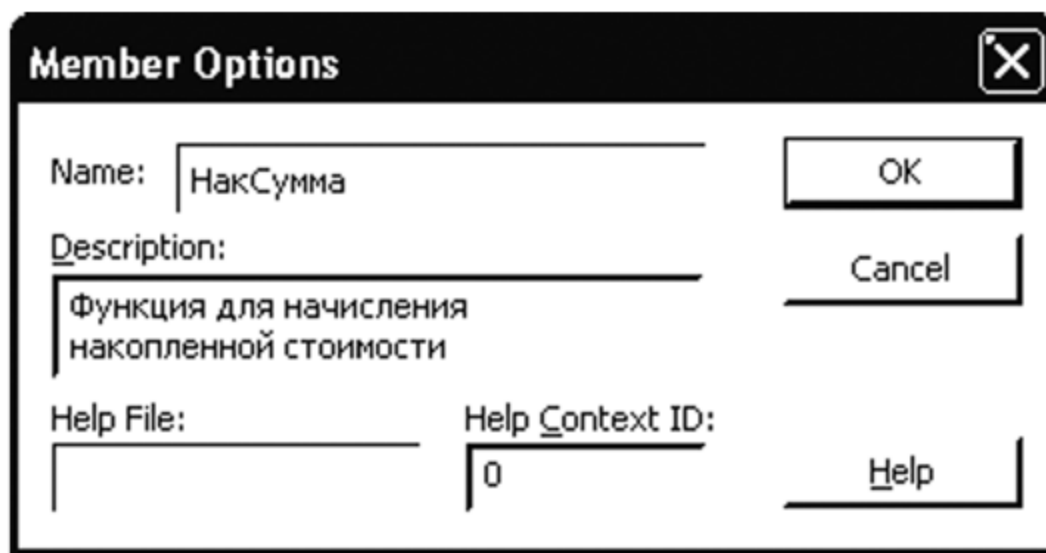 Member Options
Name:
НакСумма
OK
Description:
Cancel
Функция для начисления
накопленной стоимости
Help File:
Help Context ID:
0
Help